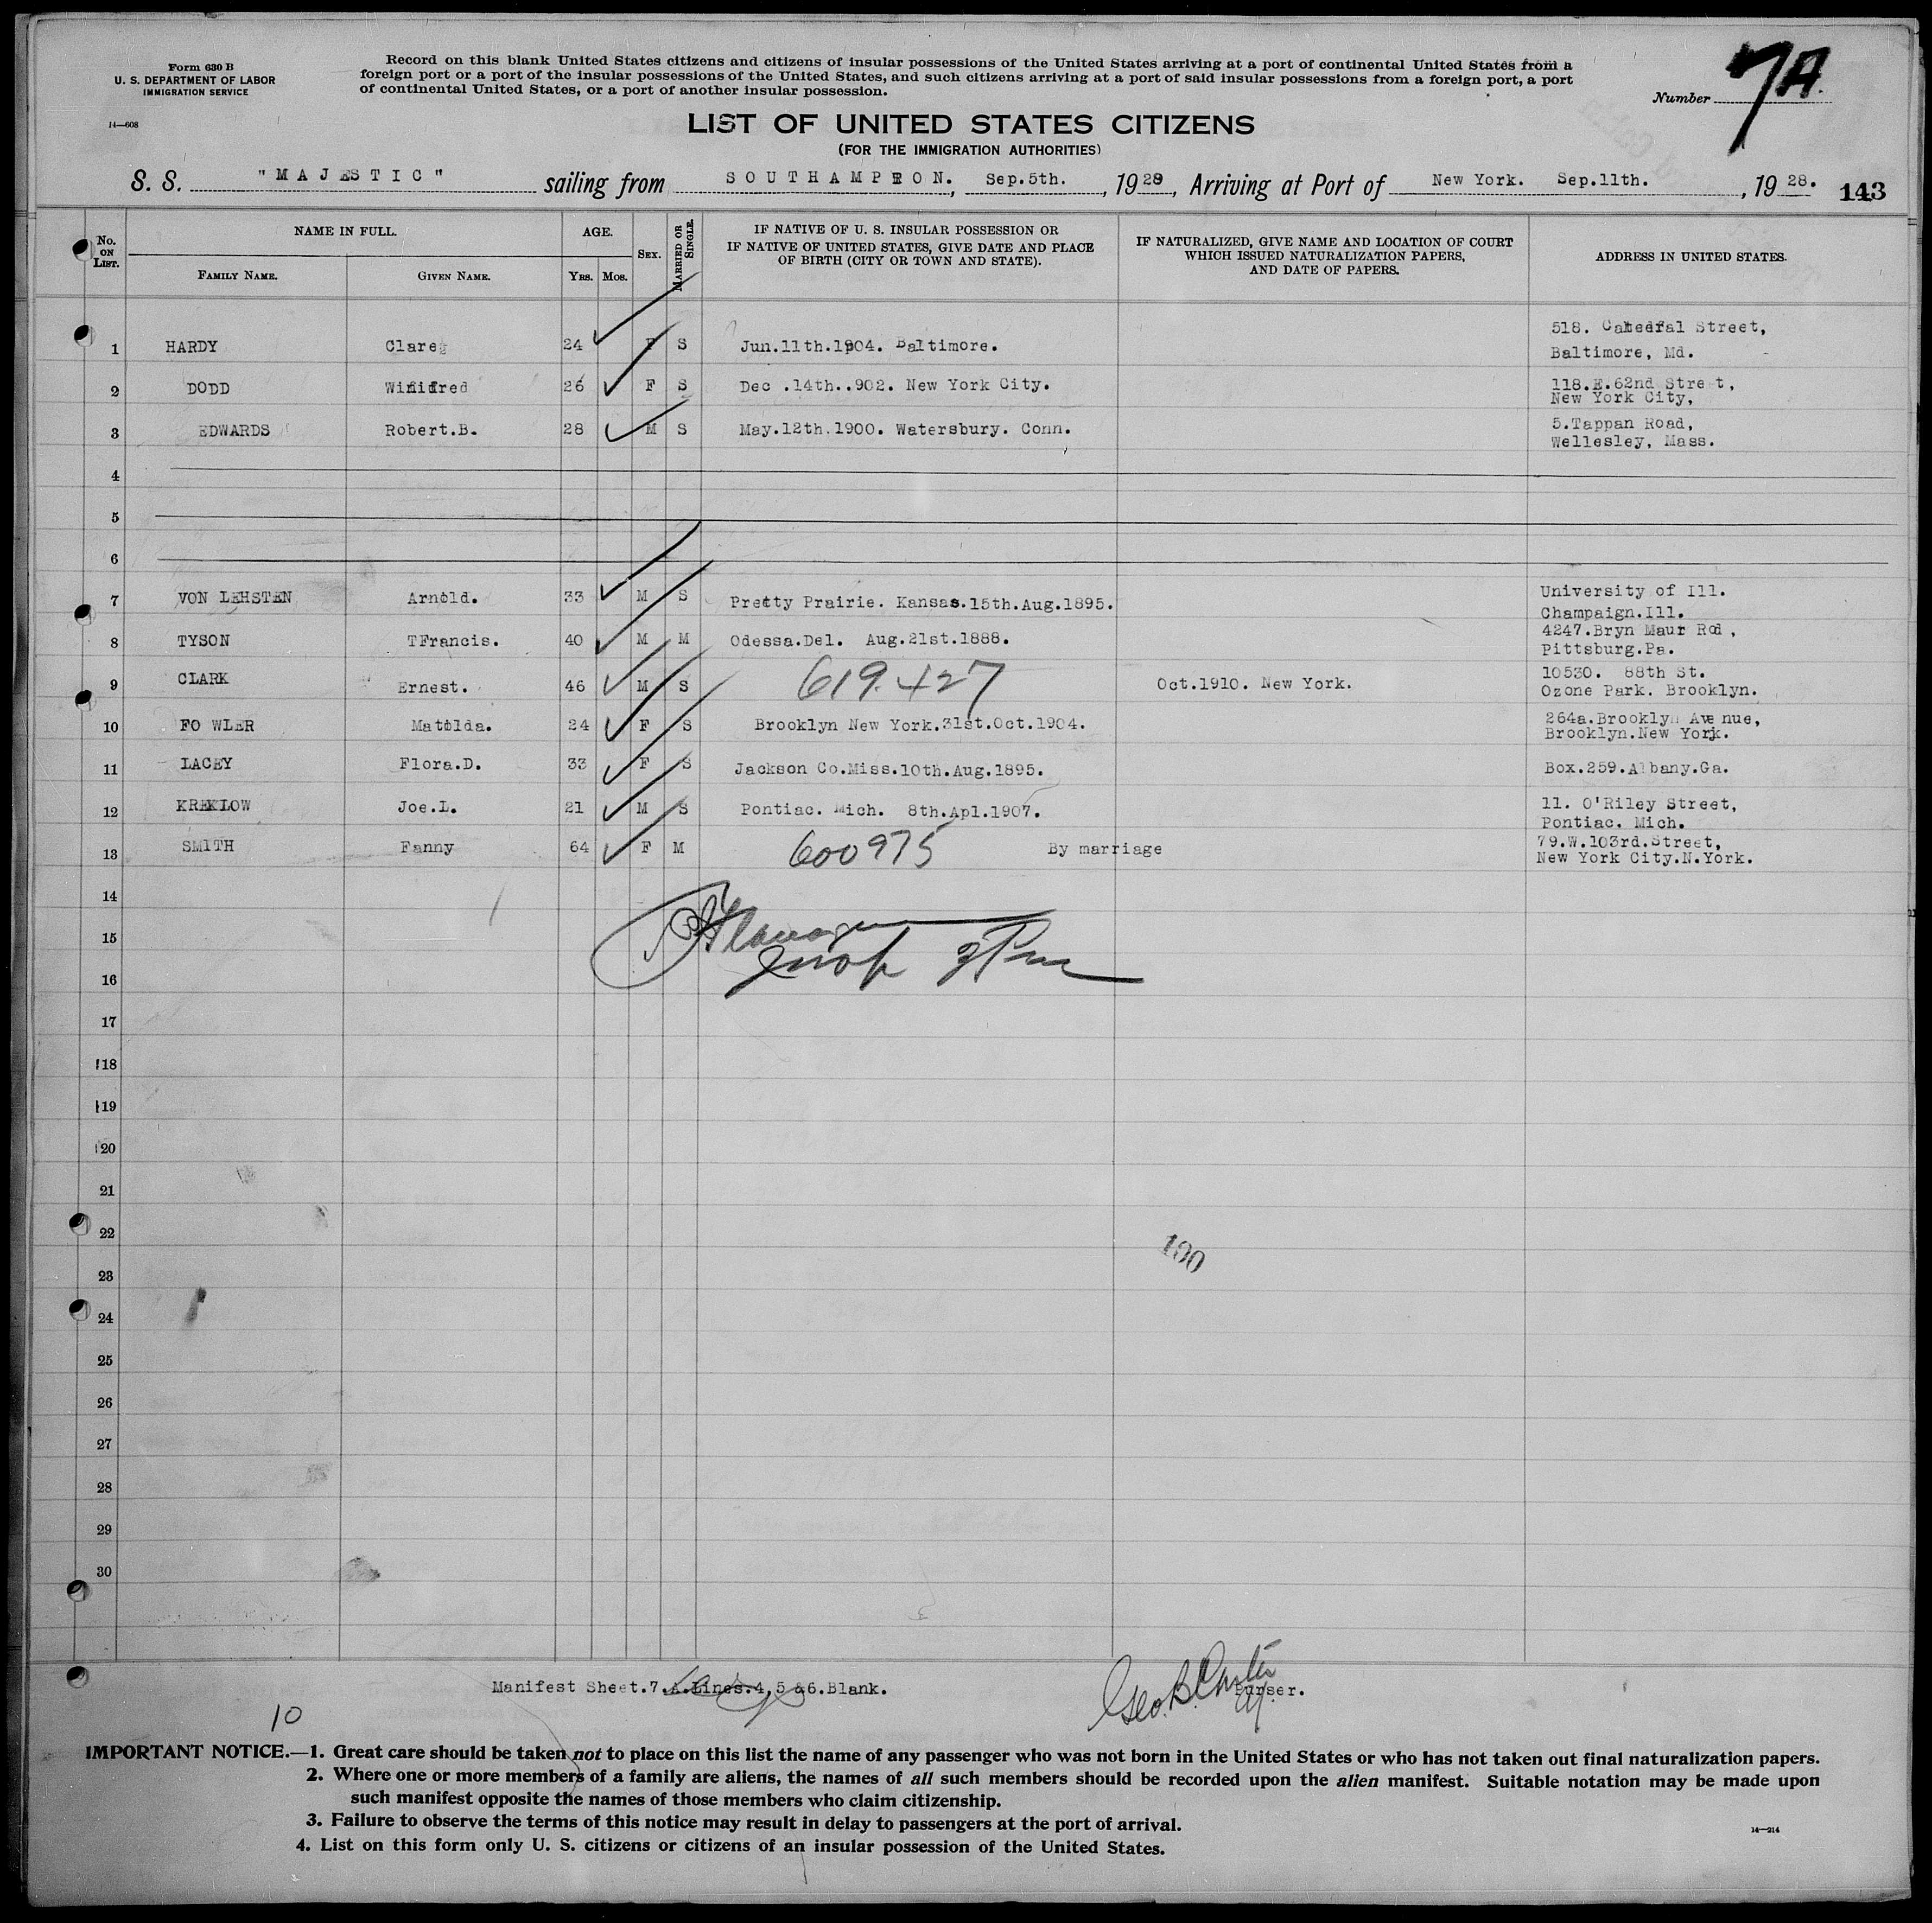 Form 630 B
U. S. DEPARTMENT OF LABOR
IMMIGRATION SERVICE
14—608
Record on this blank United States citizens and citizens of insular possessions of the United States arriving at a port of continental United States from a
foreign port or a port of the insular possessions of the United States, and such citizens arriving at a port of said insular possessions from a foreign port, a port
of continental United States, or a port of another insular possession.
Number 7A.
LIST OF UNITED STATES CITIZENS
(FOR THE IMMIGRATION AUTHORITIES)
S. S. "MAJESTIC" sailing from SOUTHAMPTON., Sep.5th. , 1928, Arriving at Port of New York. Sep.11th. , 1928. 143
No. ON LIST.
NAME IN FULL.
FAMILY NAME.
GIVEN NAME.
AGE.
YRS. MOS.
SEX.
MARRIED OR SINGLE.
IF NATIVE OF U. S. INSULAR POSSESSION OR
IF NATIVE OF UNITED STATES, GIVE DATE AND PLACE
OF BIRTH (CITY OR TOWN AND STATE).
IF NATURALIZED, GIVE NAME AND LOCATION OF COURT
WHICH ISSUED NATURALIZATION PAPERS,
AND DATE OF PAPERS.
ADDRESS IN UNITED STATES.
1 HARDY Clare 24 F S Jun.11th.1904. Baltimore. 518. Cathedral Street,
Baltimore, Md.
2 DODD Winifred 26 F S Dec .14th..902. New York City. 118.E.62nd Stre t,
New York City,
3 EDWARDS Robert.B. 28 M S May.12th.1900. Watersbury. Conn. 5.Tappan Road,
Wellesley, Mass.
4
5
6
7 VON LEHSTEN Arnold. 33 M S Pretty Prairie. Kansas.15th.Aug.1895. University of Ill.
Champaign.Ill.
8 TYSON TFrancis. 40 M M Odessa.Del. Aug.21st.1888. 4247.Bryn Maur Rd ,
Pittsburg.Pa.
9 CLARK Ernest. 46 M S 619.427 Oct.1910. New York. 10530. 88th St.
Ozone Park. Brooklyn.
10 FO WLER Matilda. 24 F S Brooklyn New York.31st.Oct.1904. 264a.Brooklyn Ave nue,
Brooklyn.New York.
11 LACEY Flora.D. 33 F S Jackson Co.Miss.10th.Aug.1895. Box.259.Albany.Ga.
12 KREKLOW Joe.L. 21 M S Pontiac. Mich. 8th.Apl.1907. 11. O'Riley Street,
Pontiac. Mich.
13 SMITH Fanny 64 F M 600975 By marriage 79.W.103rd.Street,
New York City.N.York.
14
15
16
17
18
19
20
21
22
100
23
24
25
26
27
28
29
30
Manifest Sheet.7.A.Lines.4,5 &6.Blank.
Purser.
10
IMPORTANT NOTICE.—1. Great care should be taken not to place on this list the name of any passenger who was not born in the United States or who has not taken out final naturalization papers.
2. Where one or more members of a family are aliens, the names of all such members should be recorded upon the alien manifest. Suitable notation may be made upon
such manifest opposite the names of those members who claim citizenship.
3. Failure to observe the terms of this notice may result in delay to passengers at the port of arrival.
4. List on this form only U. S. citizens or citizens of an insular possession of the United States.
14—214